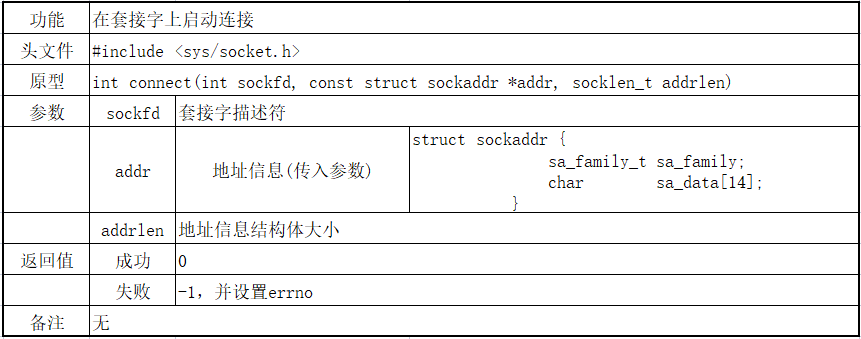 功能 在套接字上启动连接
头文件 #include <sys/socket.h>
原型 int connect(int sockfd, const struct sockaddr *addr, socklen_t addrlen)
参数 sockfd 套接字描述符
addr 地址信息(传入参数)
struct sockaddr {
sa_family_t sa_family;
char sa_data[14];
}
addrlen 地址信息结构体大小
返回值 成功 0
失败 -1，并设置errno
备注 无